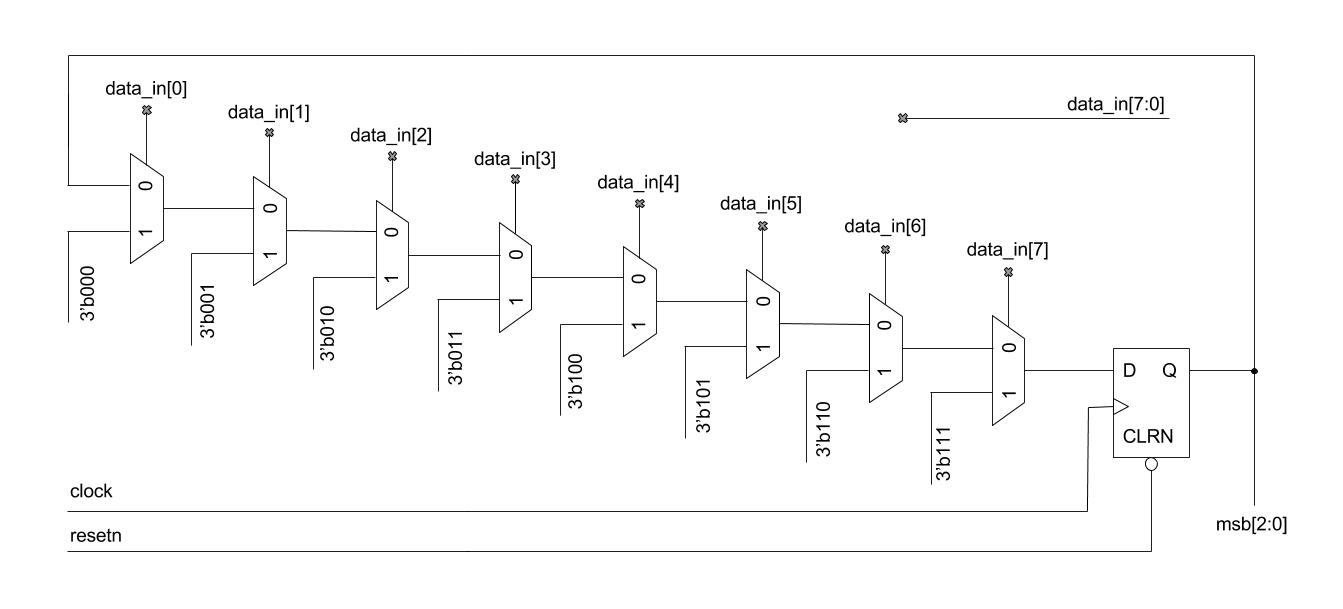 data_in[0]
data_in[1]
data_in[2]
data_in[3]
data_in[4]
data_in[5]
data_in[6]
data_in[7]
data_in[7:0]
0
1
0
1
0
1
0
1
0
1
0
1
0
1
0
1
3'b000
3'b001
3'b010
3'b011
3'b100
3'b101
3'b110
3'b111
D Q
CLRN
clock
resetn
msb[2:0]